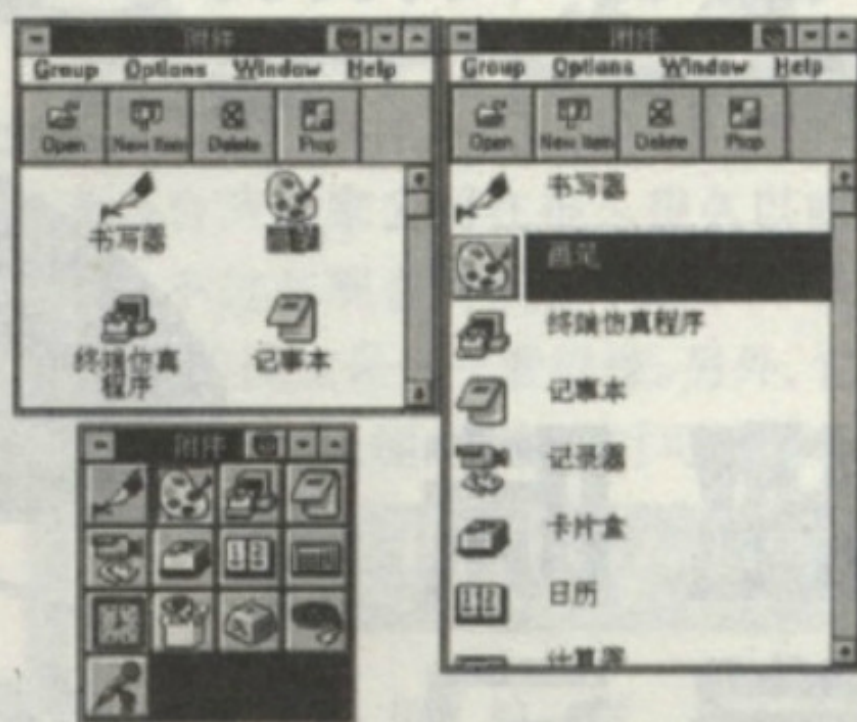 附件
Group Options Window Help
Open New Item Delete Prop
书写器
终端仿真
程序
记事本
附件
附件
Group Options Window Help
Open New Item Delete Prop
书写器
画笔
终端仿真程序
记事本
记录器
卡片盒
日历
计算器